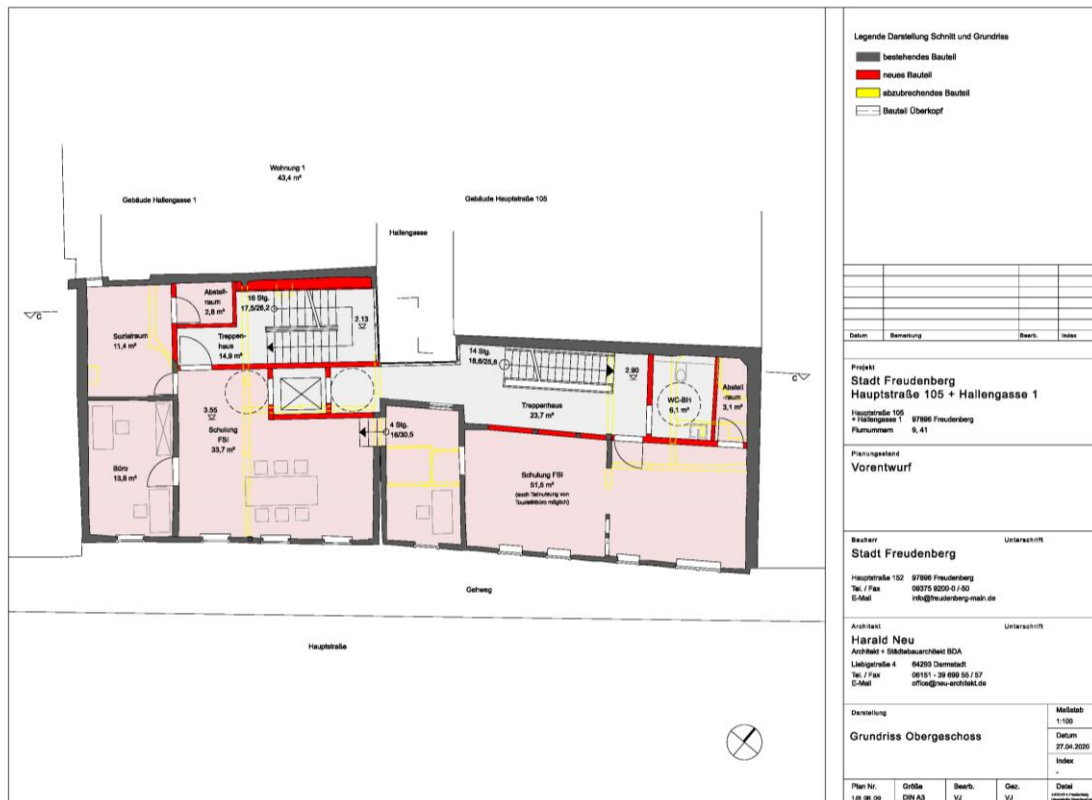 Legende Darstellung Schnitt und Grundriss
bestehendes Bauteil
neues Bauteil
abzubrechendes Bauteil
Bauteil Überkopf
Wohnung 1
43,4 m²
Gebäude Hallengasse 1
Gebäude Hauptstraße 105
Hallengasse
C
Abstell-
raum
2,8 m²
16 Stg.
17,5/26,2
2.13
Sozialraum
11,4 m²
Treppen-
haus
14,9 m²
14 Stg.
2.90
C
WC-BH
6,1 m²
Abstell
-raum
3,1 m²
Treppenhaus
23,7 m²
3.55
Schulung
FSI
33,7 m²
4 Stg.
16/30,5
Büro
13,8 m²
Schulung FSI
51,5 m²
(auch Teilnutzung von
möglich)
Gehweg
Hauptstraße
Datum Bemerkung Bearb. Index
Projekt
Stadt Freudenberg
Hauptstraße 105 + Hallengasse 1
Hauptstraße 105
+ Hallengasse 1 97896 Freudenberg
Flurnummern 9, 41
Planungsstand
Vorentwurf
Bauherr Unterschrift
Stadt Freudenberg
Hauptstraße 152 97896 Freudenberg
Tel. / Fax 09375 9200-0 /-50
E-Mail info@freudenberg-main.de
Architekt Unterschrift
Harald Neu
Architekt + Städtebauarchitekt BDA
Liebigstraße 4 64293 Darmstadt
Tel. / Fax 06151 - 39 699 55 / 57
E-Mail office@neu-architekt.de
Darstellung
Grundriss Obergeschoss
Maßstab
1:100
Datum
27.04.2020
Index
-
Plan Nr. Größe Bearb. Gez. Datei
DIN A3 VJ VJ